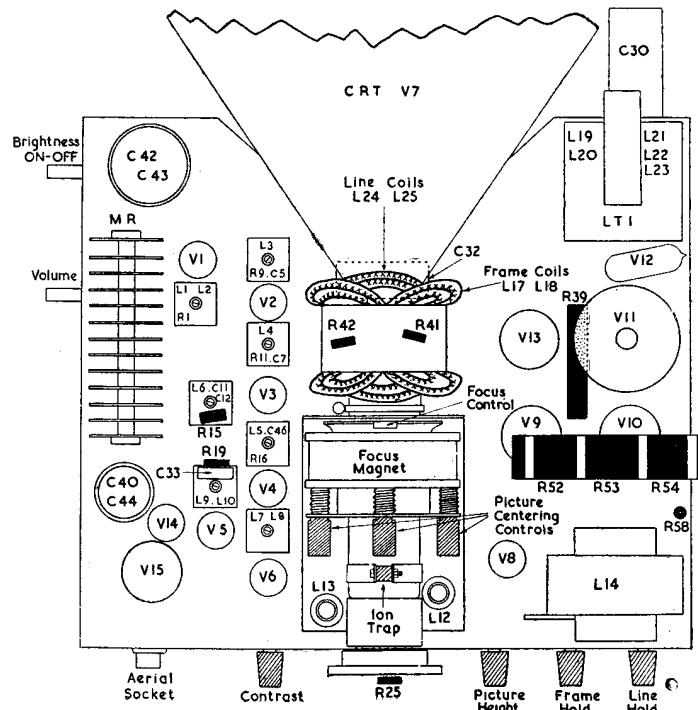 C30
CRT V7
Brightness
ON-OFF
C42
C43
L19
L20
L21
L22
L23
LT1
Line Coils
L24 L25
MR
V1
L3
R9.C5
C32
Frame Coils
L17 L18
V12
Volume
L1 L2
R1
V2
R39
V11
L4
R11.C7
R42
R41
V13
L6.C11
C12
V3
R15
Focus
Control
L5.C46
R16
V9
V10
R19
C33
Focus
Magnet
C40
C44
L9.L10
V4
R52
R53
R54
Picture
Centering
Controls
R58
V14
V5
L7 L8
V8
V15
V6
L13
Ion
Trap
L12
L14
Aerial
Socket
Contrast
R25
Picture
Height
Frame
Hold
Line
Hold